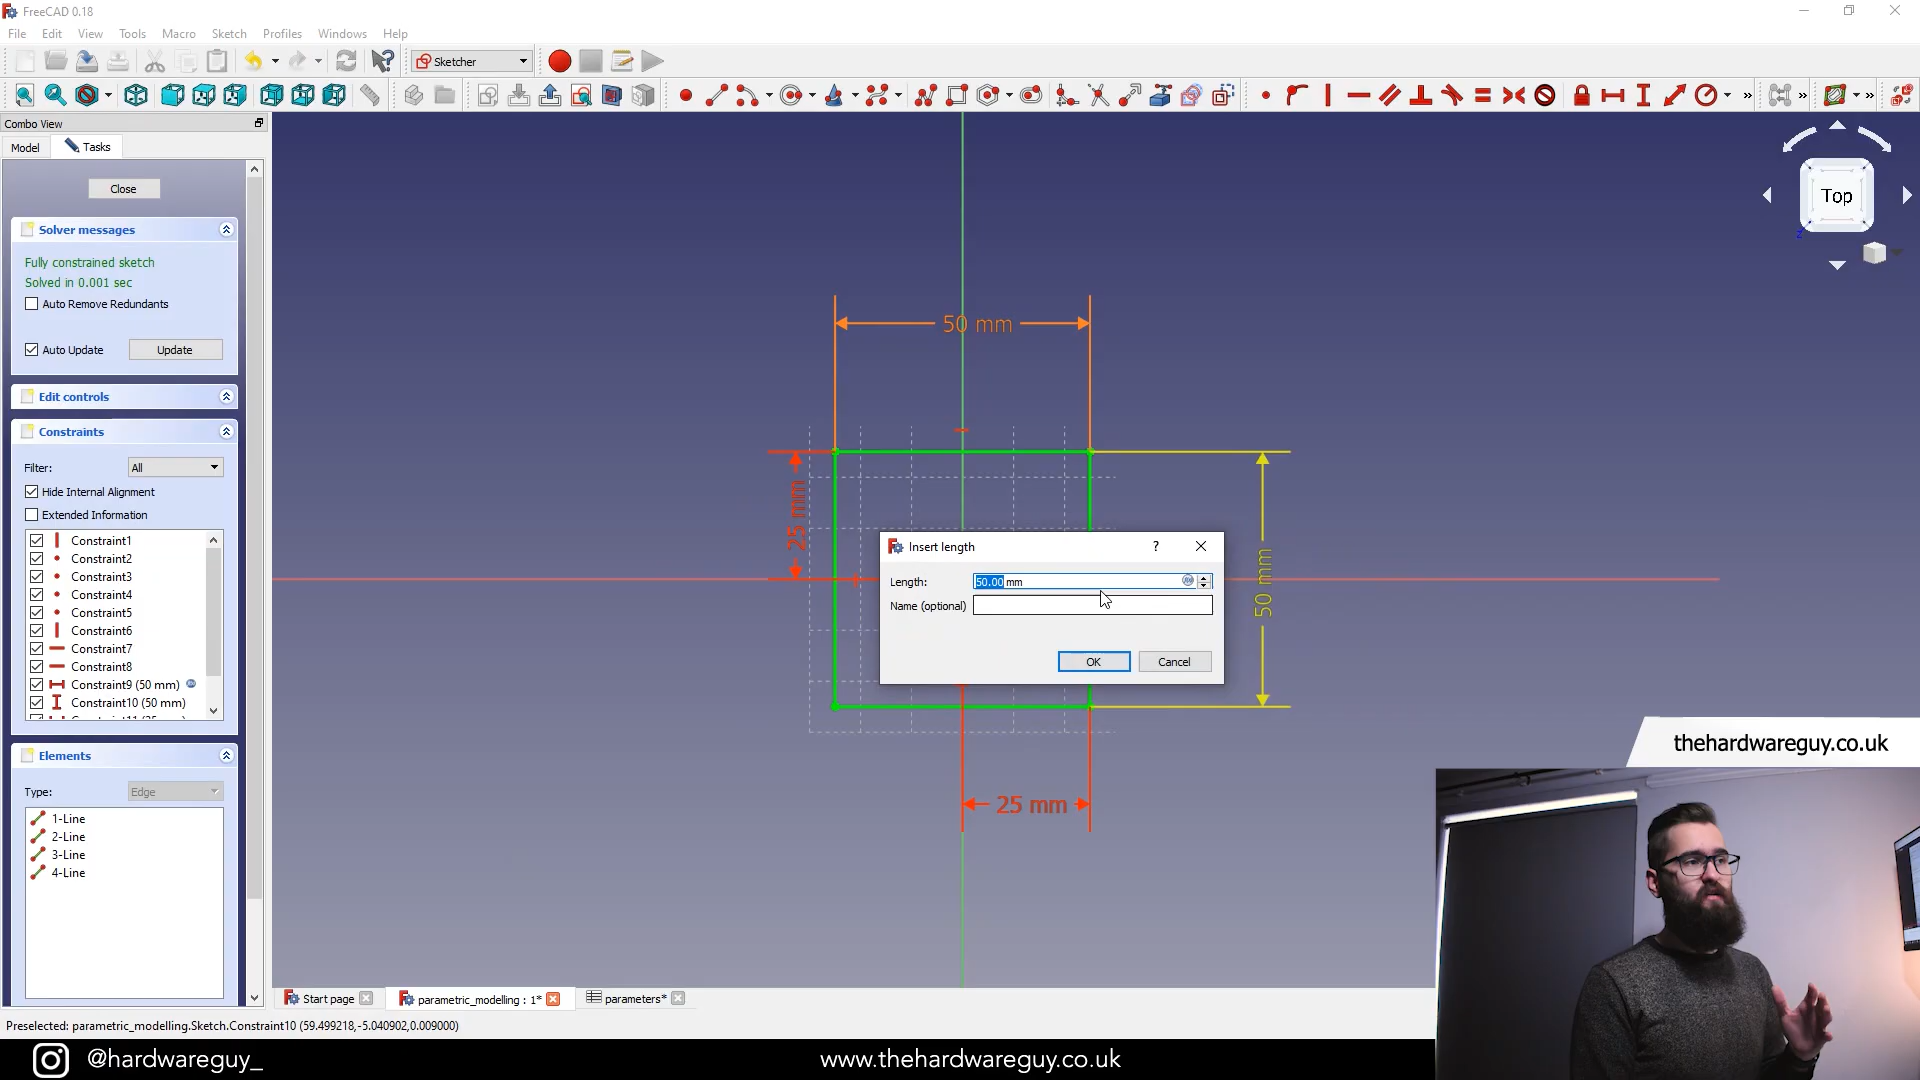 FreeCAD 0.18
File Edit View Tools Macro Sketch Profiles Windows Help
Sketcher
Combo View
Model Tasks
Close
Solver messages
Fully constrained sketch
Solved in 0.001 sec
Auto Remove Redundants
Auto Update Update
Edit controls
Constraints
Filter: All
Hide Internal Alignment
Extended Information
Constraint1
Constraint2
Constraint3
Constraint4
Constraint5
Constraint6
Constraint7
Constraint8
Constraint9 (50 mm)
Constraint10 (50 mm)
Elements
Type: Edge
1-Line
2-Line
3-Line
4-Line
50 mm
25 mm
50 mm
25 mm
Top
Z
Insert length ?
Length: 50.00 mm
Name (optional)
OK Cancel
Start page parametric_modelling : 1* parameters*
Preselected: parametric_modelling.Sketch.Constraint10 (59.499218,-5.040902,0.009000)
thehardwareguy.co.uk
@hardwareguy_ www.thehardwareguy.co.uk